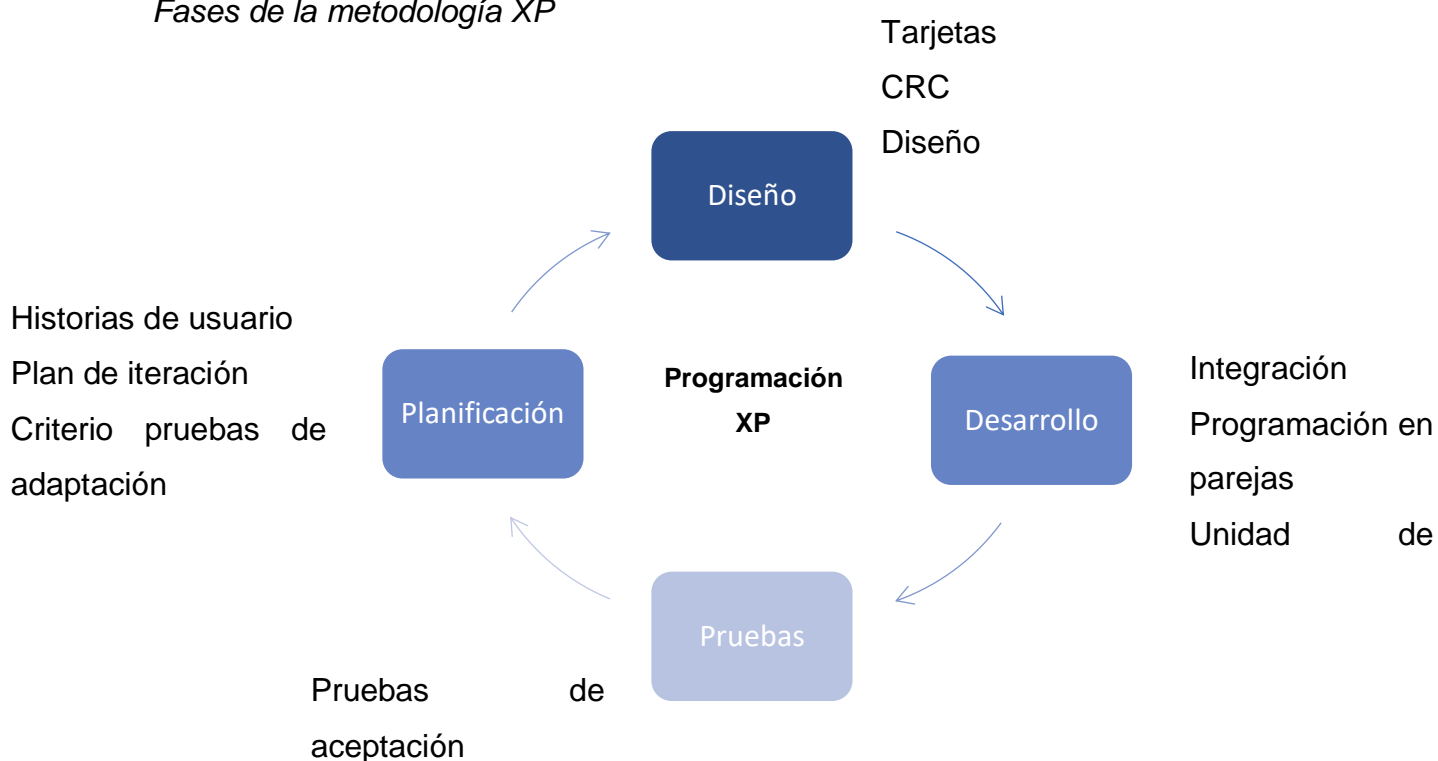 Fases de la metodología XP
Tarjetas
CRC
Diseño
Diseño
Historias de usuario
Plan de iteración
Criterio pruebas de
adaptación
Planificación
Programación
XP
Desarrollo
Integración
Programación en
parejas
Unidad de
Pruebas
Pruebas de
aceptación